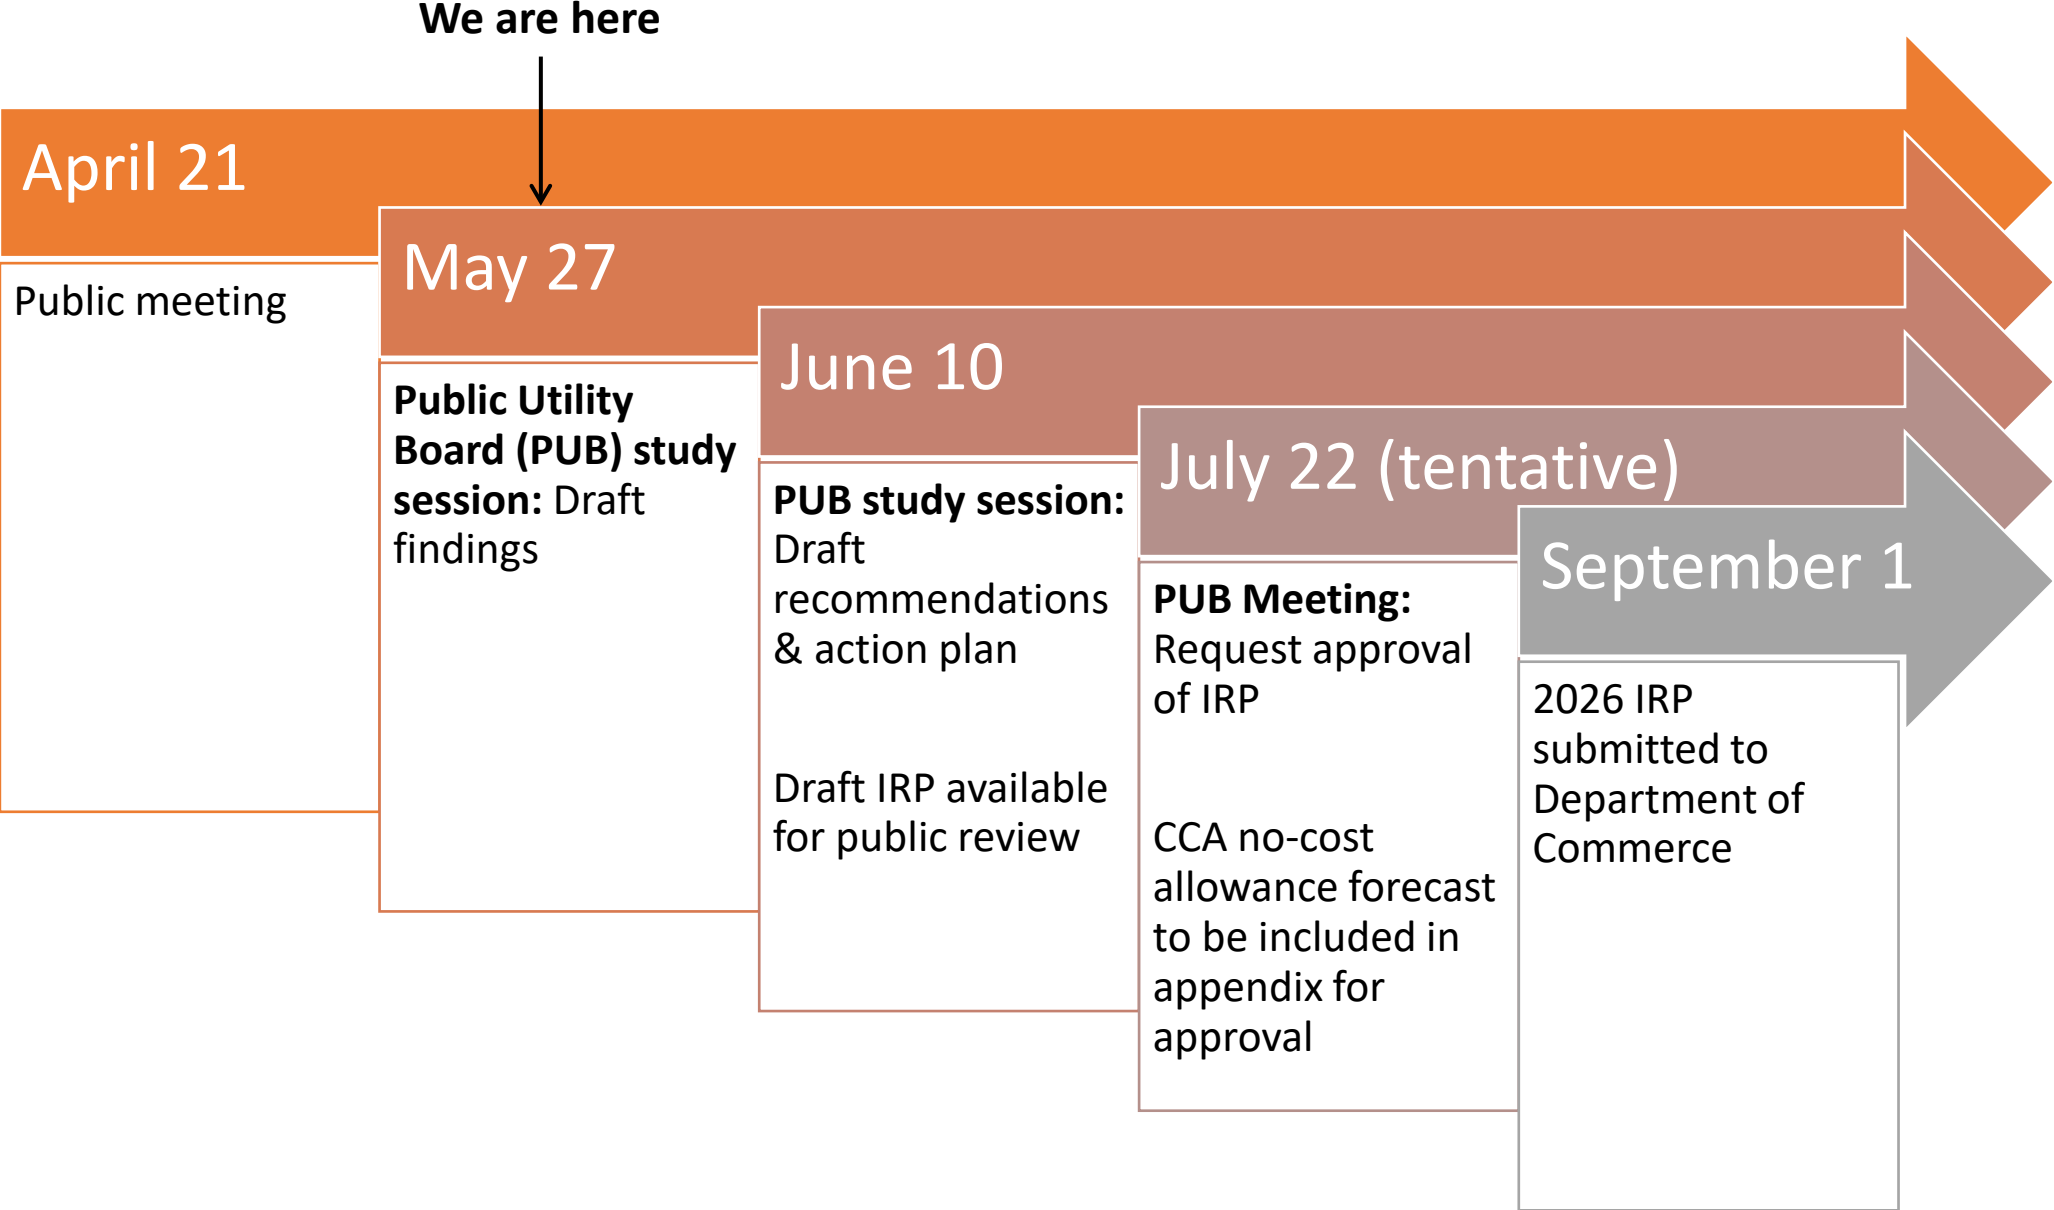 We are here
April 21
Public meeting
May 27
Public Utility
Board (PUB) study
session: Draft
findings
June 10
PUB study session:
Draft
recommendations
& action plan
Draft IRP available
for public review
July 22 (tentative)
PUB Meeting:
Request approval
of IRP
CCA no-cost
allowance forecast
to be included in
appendix for
approval
September 1
2026 IRP
submitted to
Department of
Commerce